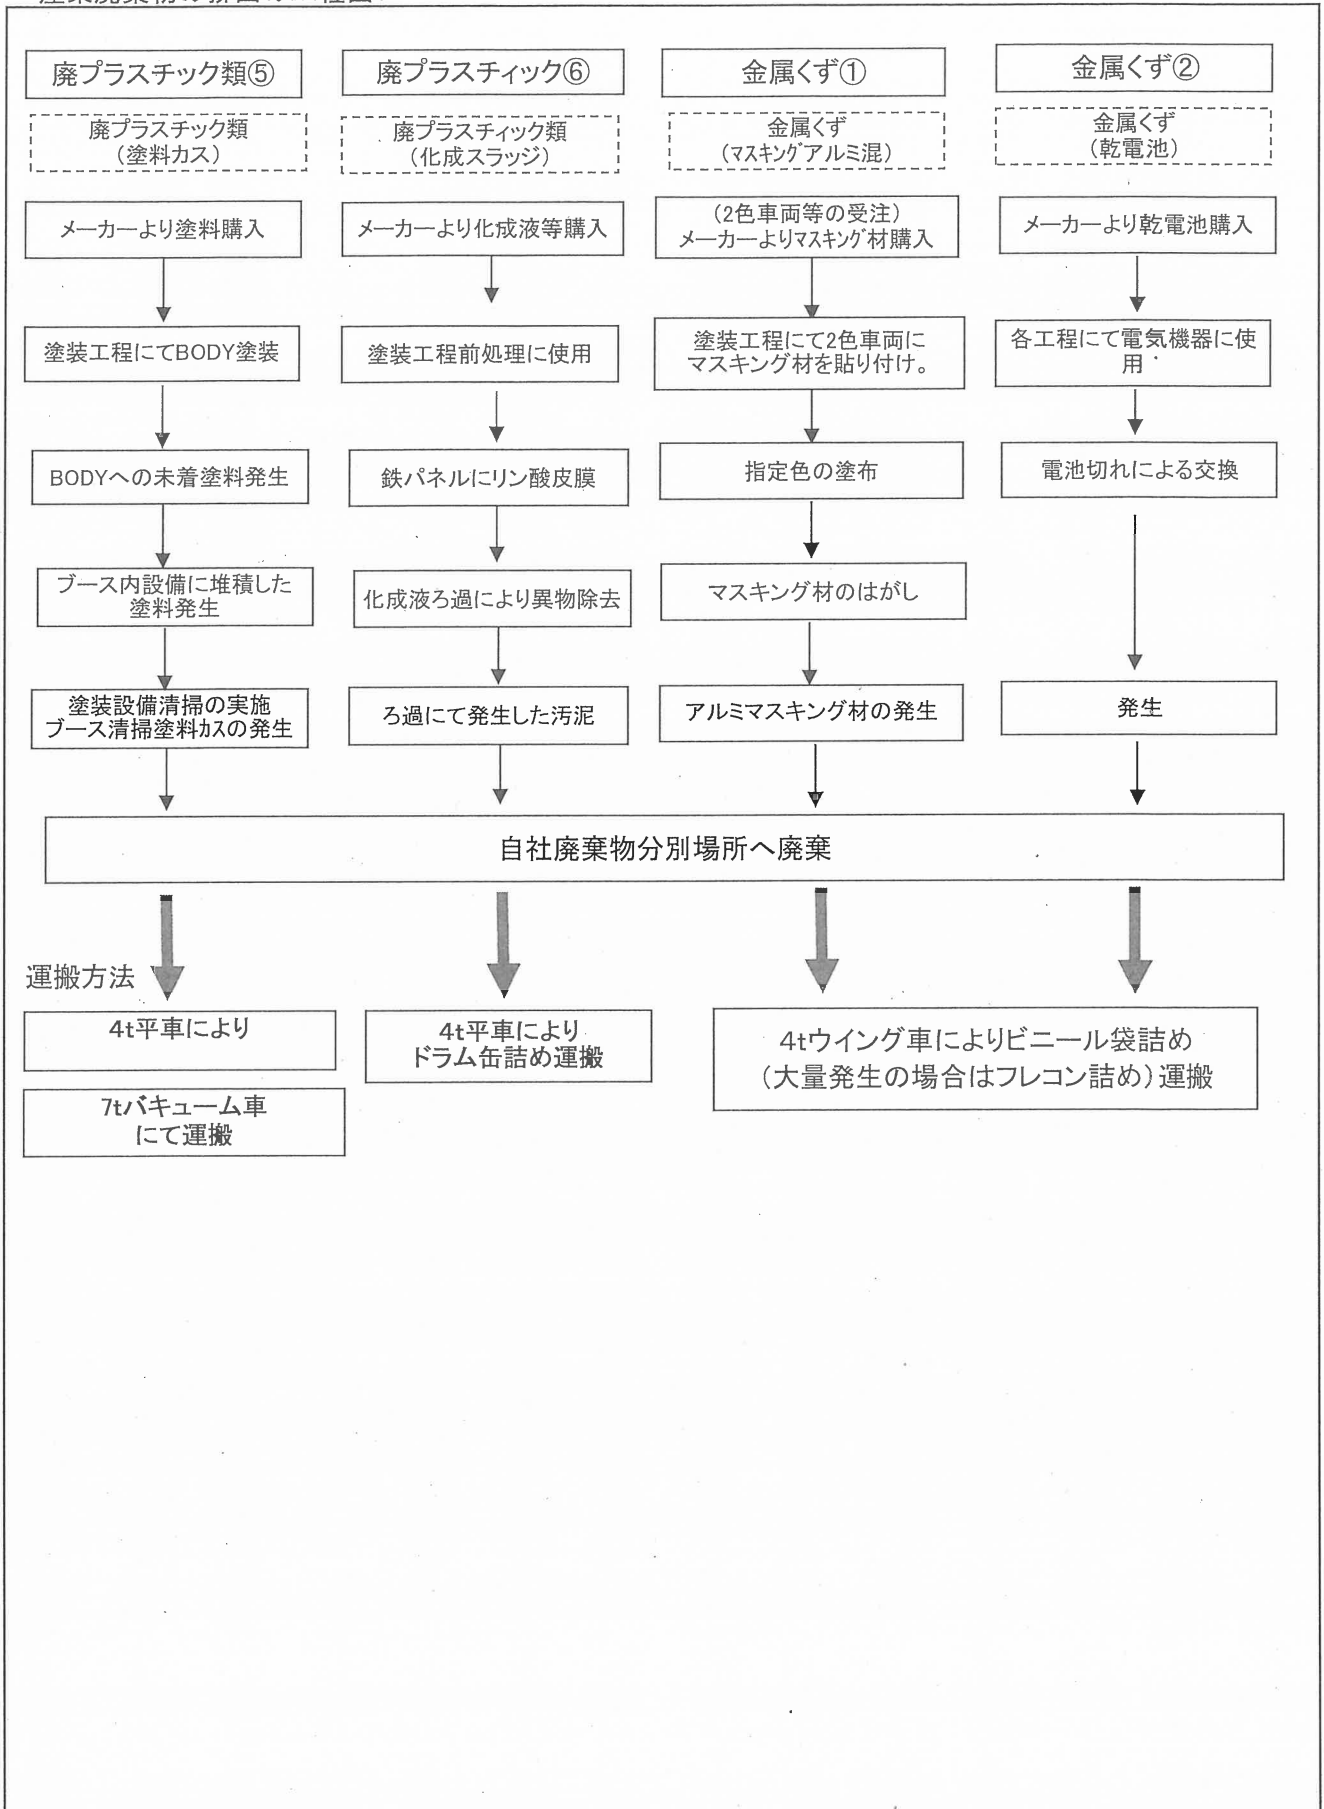 廃プラスチック類⑤
廃プラスチック類
（塗料カス）
メーカーより塗料購入
塗装工程にてBODY塗装
BODYへの未着塗料発生
ブース内設備に堆積した
塗料発生
塗装設備清掃の実施
ブース清掃塗料カスの発生
廃プラスティック⑥
廃プラスティック類
（化成スラッジ）
メーカーより化成液等購入
塗装工程前処理に使用
鉄パネルにリン酸皮膜
化成液ろ過により異物除去
ろ過にて発生した汚泥
金属くず①
金属くず
（マスキングアルミ混）
（2色車両等の受注）
メーカーよりマスキング材購入
塗装工程にて2色車両に
マスキング材を貼り付け。
指定色の塗布
マスキング材のはがし
アルミマスキング材の発生
金属くず②
金属くず
（乾電池）
メーカーより乾電池購入
各工程にて電気機器に使
用
電池切れによる交換
発生
自社廃棄物分別場所へ廃棄
運搬方法
4t平車により
7tバキューム車
にて運搬
4t平車により
ドラム缶詰め運搬
4tウイング車によりビニール袋詰め
（大量発生の場合はフレコン詰め）運搬